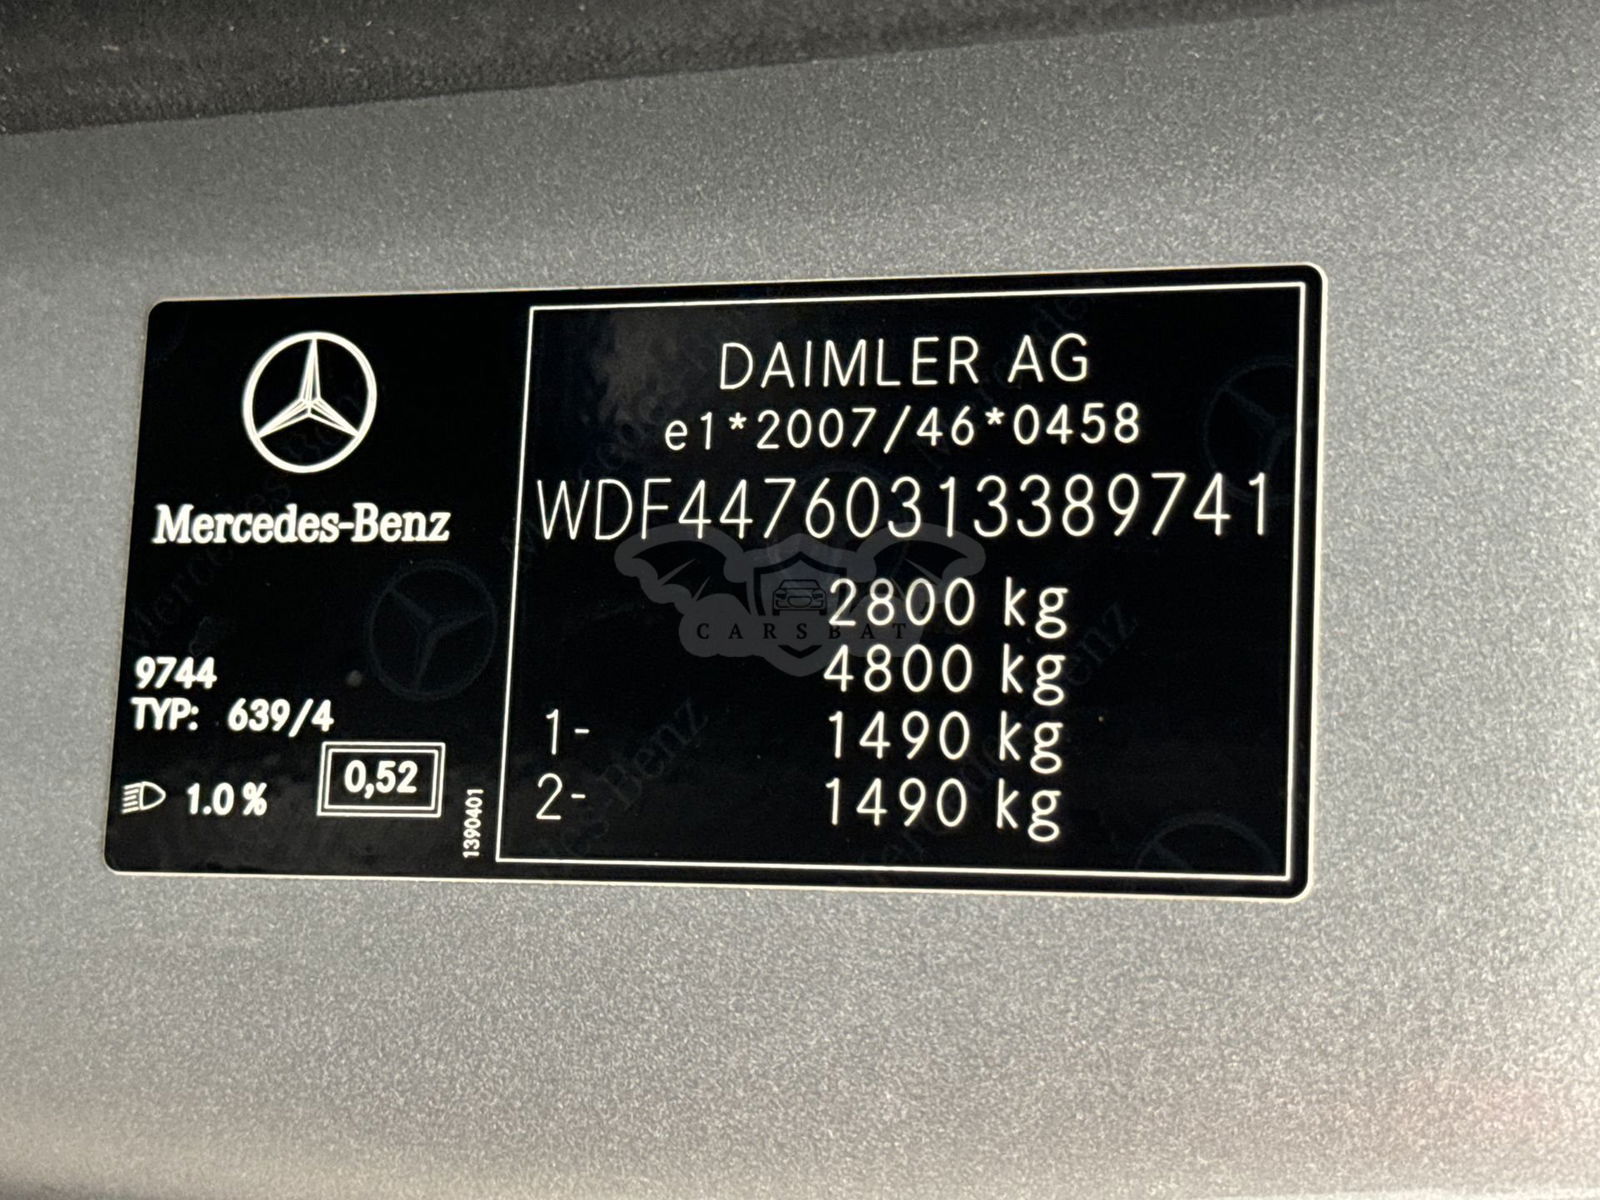 Mercedes-Benz
9744
TYP: 639/4
1.0 %
0,52
1390401
DAIMLER AG
e1*2007/46*0458
WDF44760313389741
2800 kg
4800 kg
1- 1490 kg
2- 1490 kg
CARSBAT